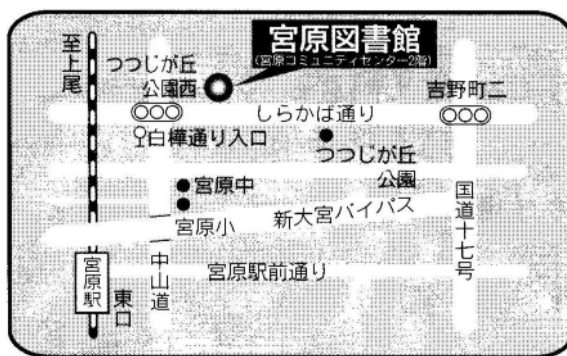 宮原図書館
(宮原コミュニティセンター2階)
至上尾
つつじが丘
公園西
吉野町二
しらかば通り
白樺通り入口
つつじが丘
公園
宮原中
宮原小
新大宮バイパス
国道十七号
中山道
宮原駅前通り
宮原駅
東口